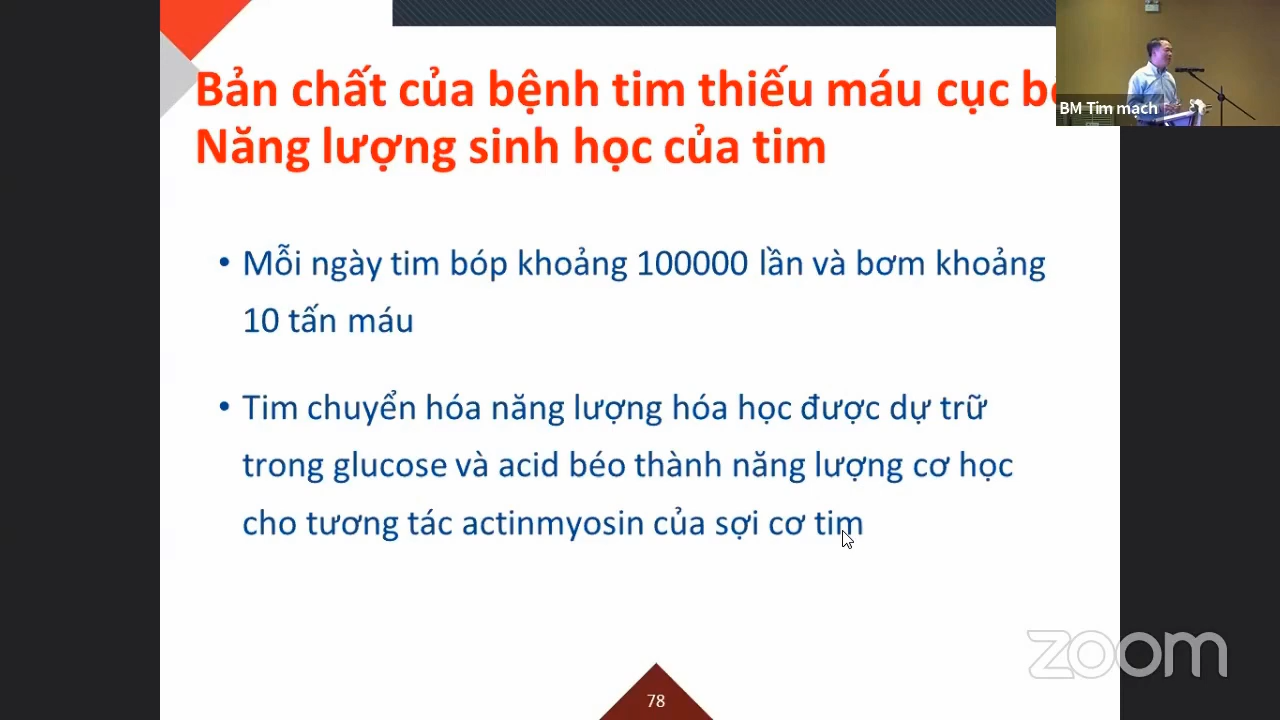 Bản chất của bệnh tim thiếu máu cục
Năng lượng sinh học của tim
BM Tim mạch
• Mỗi ngày tim bóp khoảng 100000 lần và bơm khoảng
10 tấn máu
• Tim chuyển hóa năng lượng hóa học được dự trữ
trong glucose và acid béo thành năng lượng cơ học
cho tương tác actinmyosin của sợi cơ tim
zoom
78